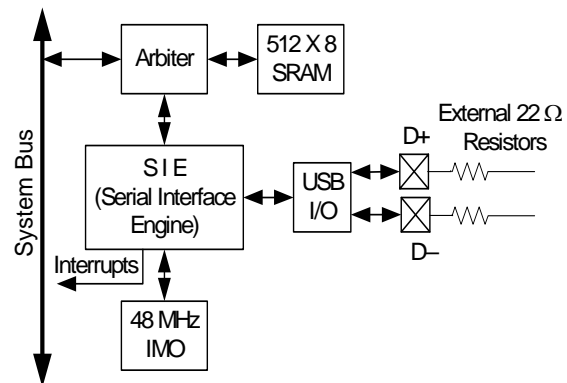 System Bus
Arbiter
512 X 8
SRAM
External 22 Ω
Resistors
D+
S I E
(Serial Interface
Engine)
USB
I/O
D–
Interrupts
48 MHz
IMO